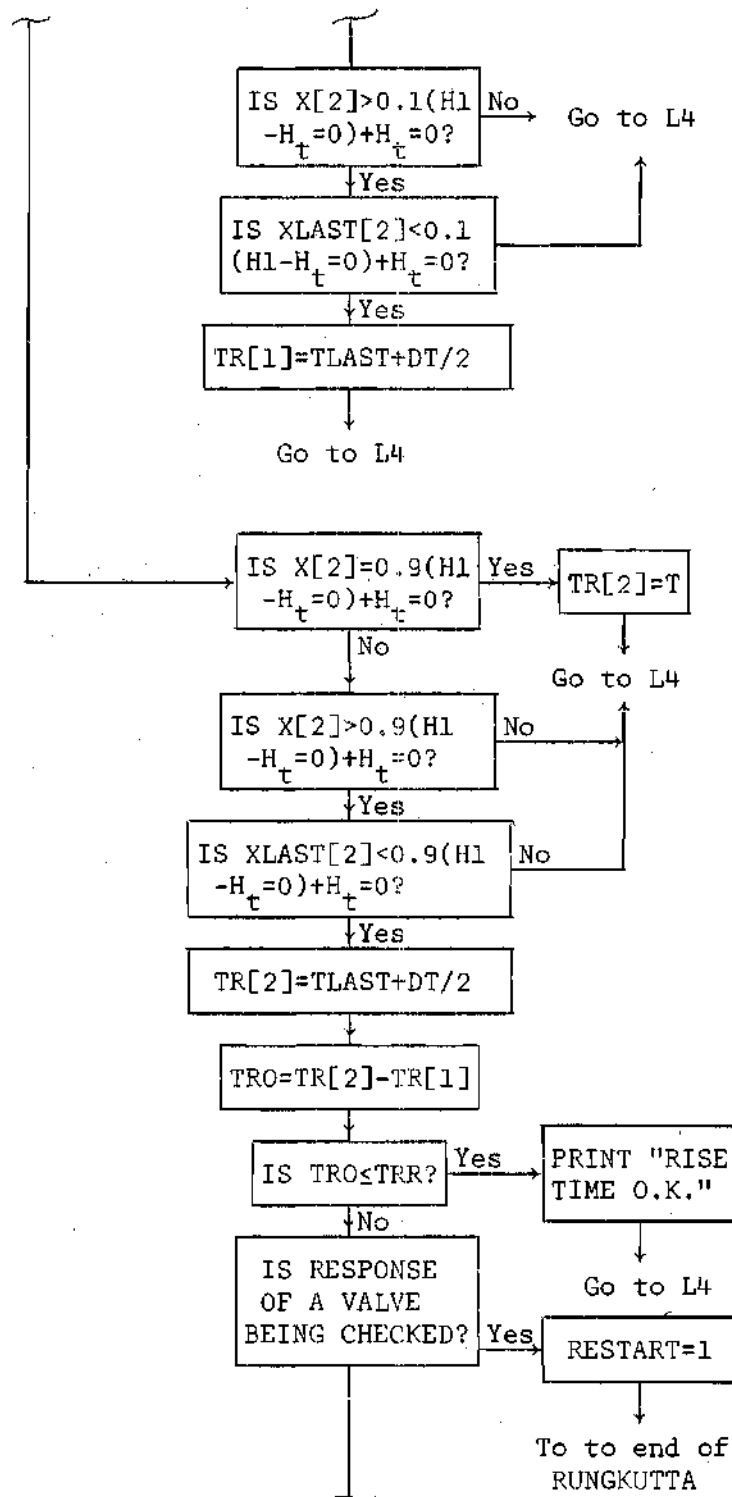 IS X[2]>0.1(H1
-H_t=0)+H_t=0?
No
Go to L4
Yes
IS XLAST[2]<0.1
(H1-H_t=0)+H_t=0?
Yes
TR[1]=TLAST+DT/2
Go to L4
IS X[2]=0.9(H1
-H_t=0)+H_t=0?
Yes
TR[2]=T
Go to L4
No
IS X[2]>0.9(H1
-H_t=0)+H_t=0?
No
Yes
IS XLAST[2]<0.9(H1
-H_t=0)+H_t=0?
No
Yes
TR[2]=TLAST+DT/2
TRO=TR[2]-TR[1]
IS TRO≤TRR?
Yes
PRINT "RISE
TIME O.K."
Go to L4
No
IS RESPONSE
OF A VALVE
BEING CHECKED?
Yes
RESTART=1
To to end of
RUNGKUTTA